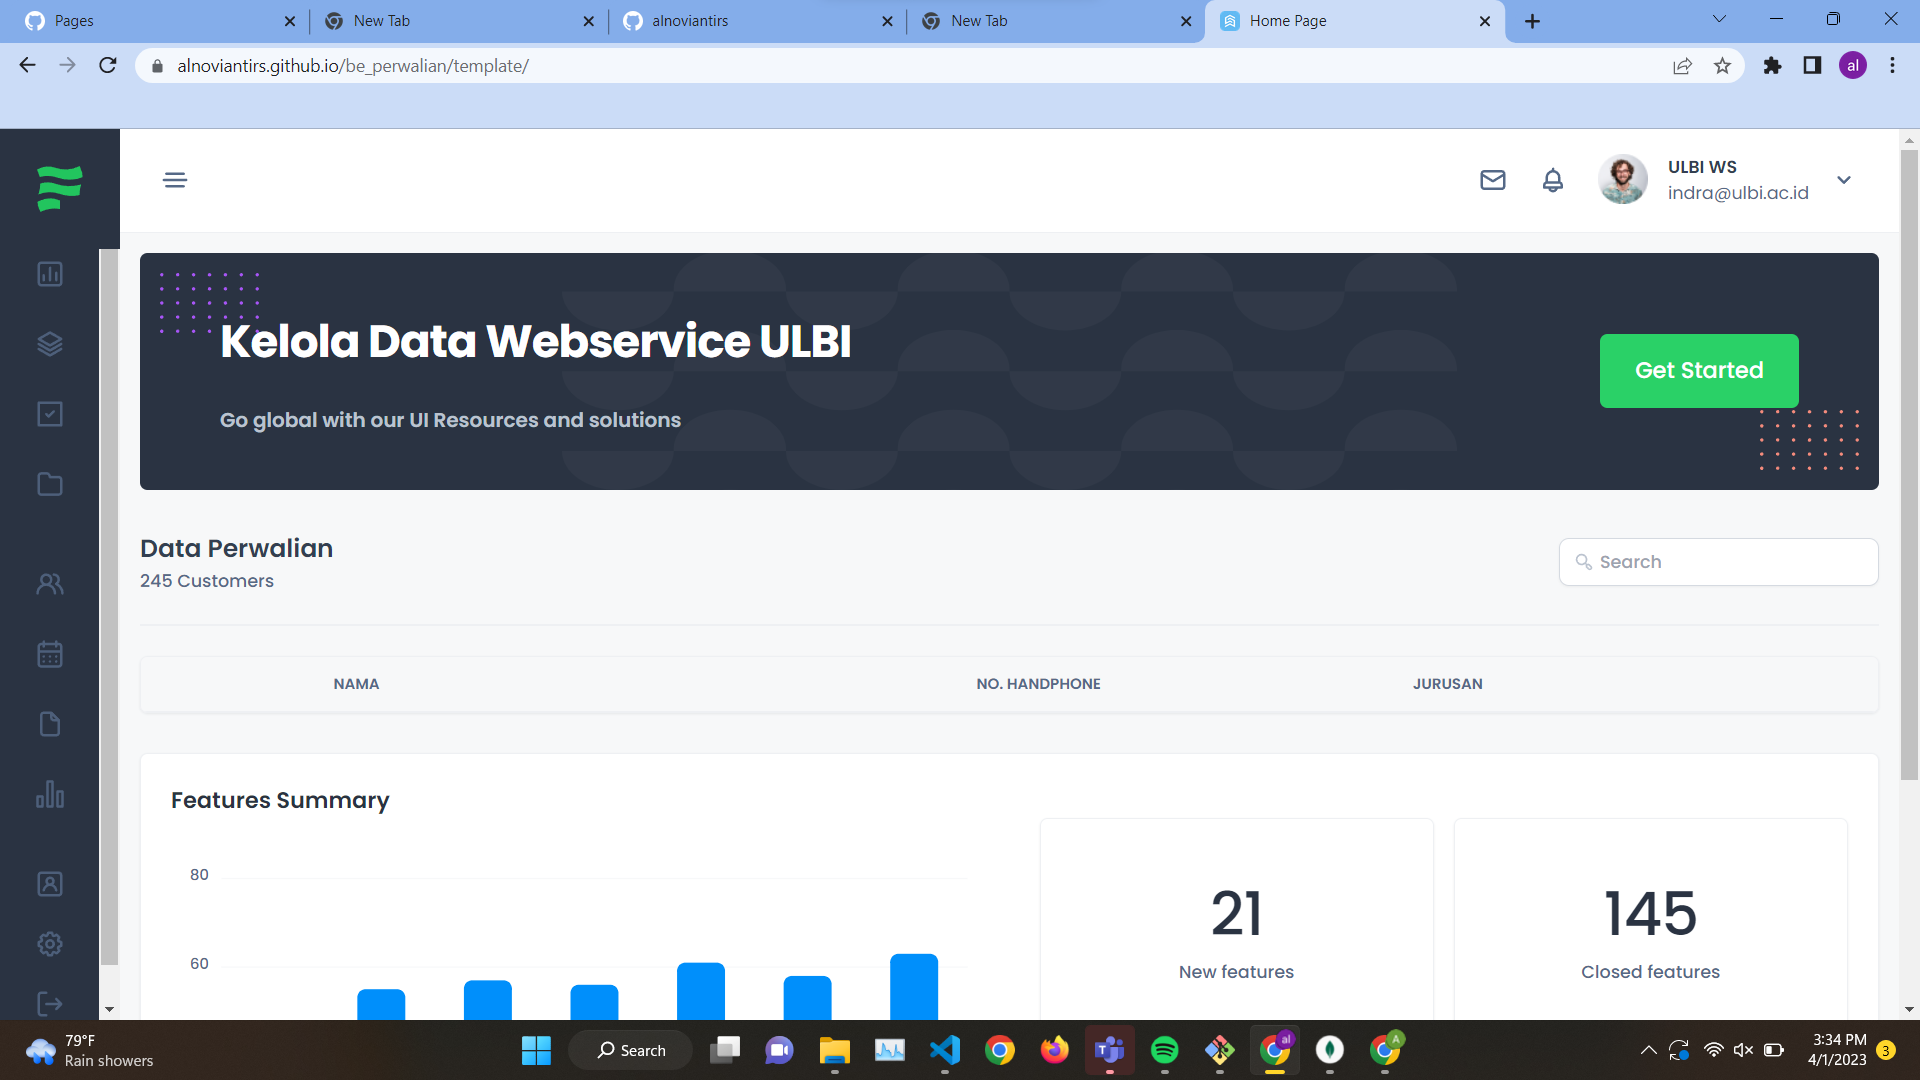 Pages
New Tab
alnoviantirs
New Tab
Home Page
alnoviantirs.github.io/be_perwalian/template/
al
ULBI WS
indra@ulbi.ac.id
Kelola Data Webservice ULBI
Go global with our UI Resources and solutions
Get Started
Data Perwalian
245 Customers
Search
NAMA
NO. HANDPHONE
JURUSAN
Features Summary
80
60
21
New features
145
Closed features
79°F
Rain showers
Search
al
A
3:34 PM
4/1/2023
3